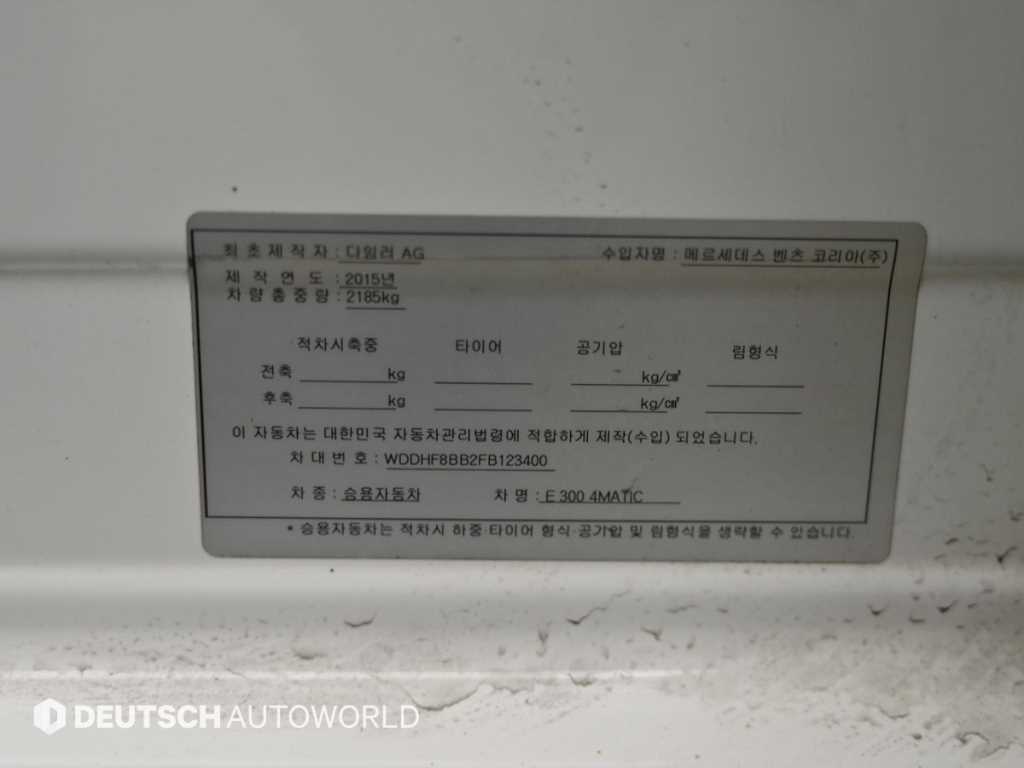 최초제작자 : 다임러 AG 수입자명 : 메르세데스 벤츠 코리아(주)
제작연도 : 2015년
차량총중량 : 2185kg
적차시축중 타이어 공기압 림형식
전축 kg kg/㎠
후축 kg kg/㎠
이 자동차는 대한민국 자동차관리법령에 적합하게 제작(수입) 되었습니다.
차대번호 : WDDHF8BB2FB123400
차종 : 승용자동차 차명 : E 300 4MATIC
* 승용자동차는 적차시 하중·타이어 형식·공기압 및 림형식을 생략할 수 있습니다.
DEUTSCH AUTOWORLD